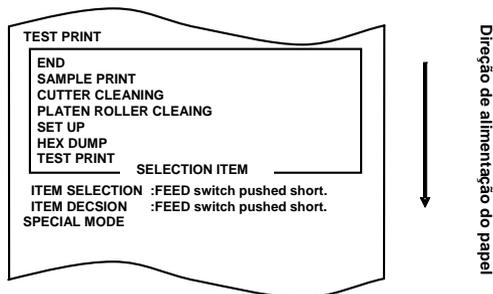 TEST PRINT
END
SAMPLE PRINT
CUTTER CLEANING
PLATEN ROLLER CLEAING
SET UP
HEX DUMP
TEST PRINT
SELECTION ITEM
ITEM SELECTION :FEED switch pushed short.
ITEM DECSION :FEED switch pushed short.
SPECIAL MODE
Direção de alimentação do papel